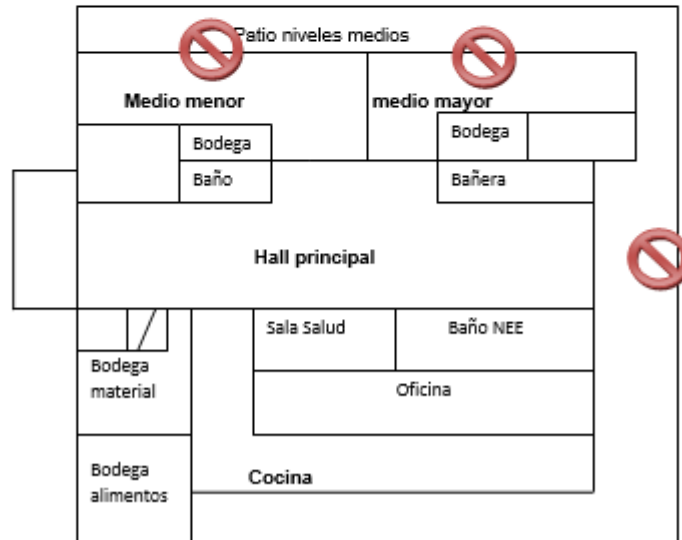 Patio niveles medios
Medio menor
medio mayor
Bodega
Bodega
Baño
Bañera
Hall principal
Sala Salud
Baño NEE
Bodega
material
Oficina
Bodega
alimentos
Cocina